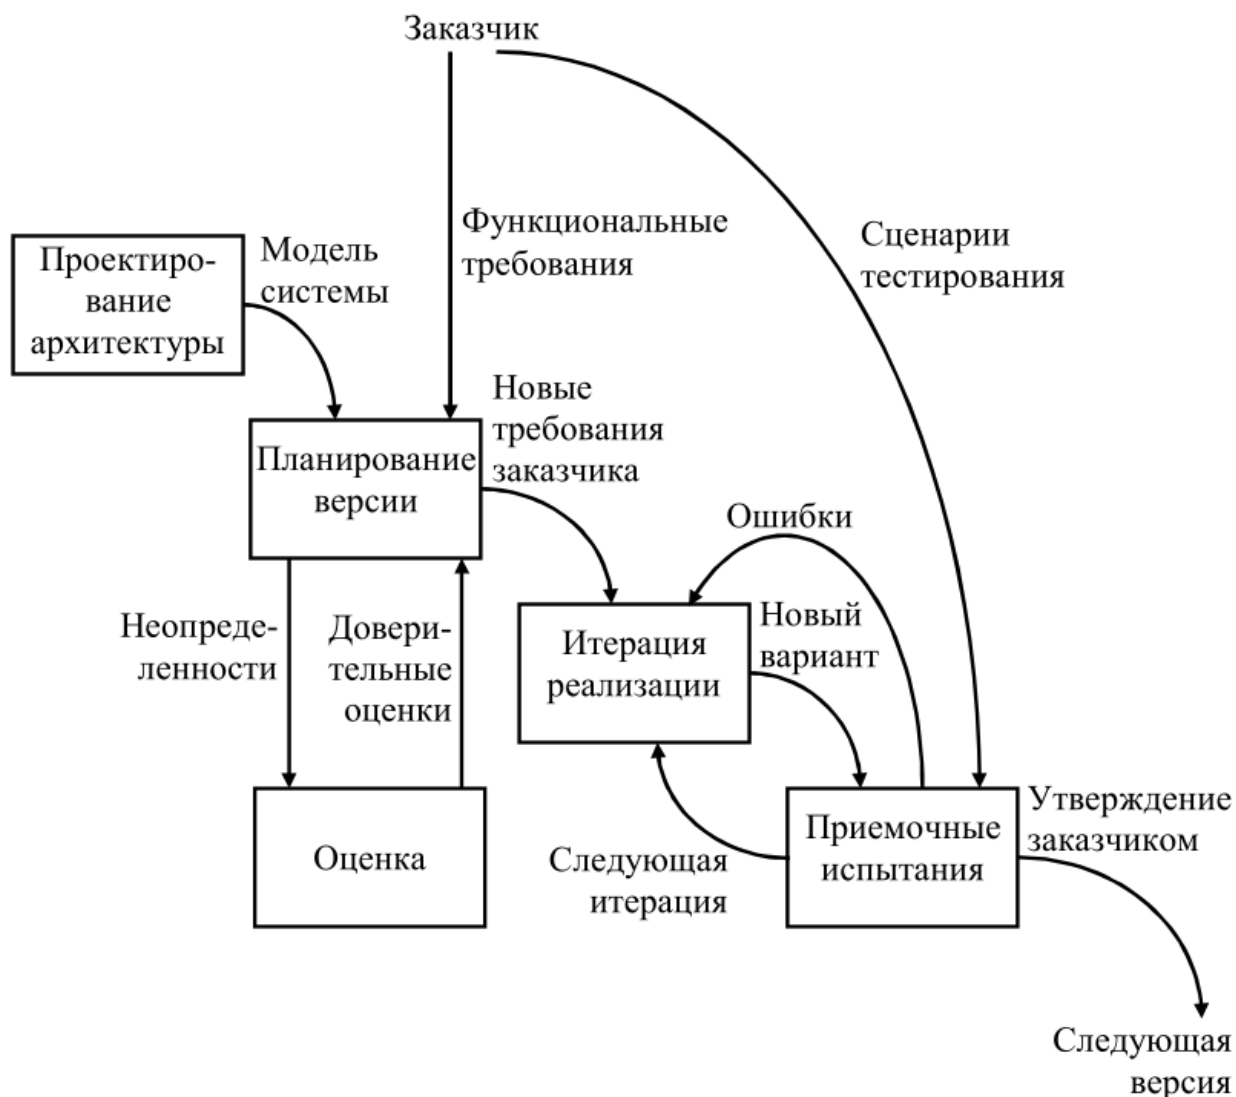 Заказчик
Функциональные
требования
Сценарии
тестирования
Проектиро-
вание
архитектуры
Модель
системы
Новые
требования
заказчика
Планирование
версии
Ошибки
Неопреде-
ленности
Довери-
тельные
оценки
Итерация
реализации
Новый
вариант
Оценка
Следующая
итерация
Приемочные
испытания
Утверждение
заказчиком
Следующая
версия